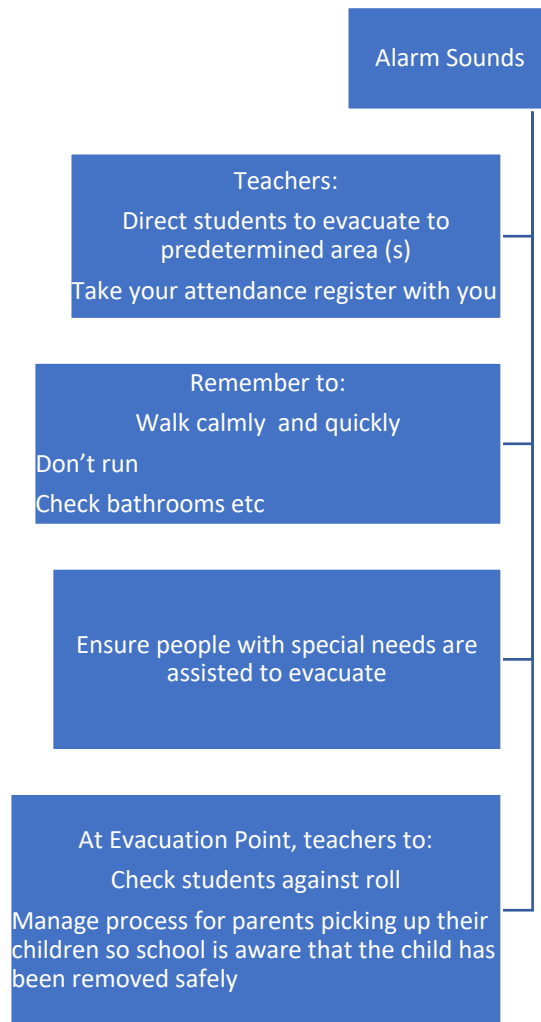 Alarm Sounds
Teachers:
Direct students to evacuate to
predetermined area (s)
Take your attendance register with you
Remember to:
Walk calmly  and quickly
Don’t run
Check bathrooms etc
Ensure people with special needs are
assisted to evacuate
At Evacuation Point, teachers to:
Check students against roll
Manage process for parents picking up their
children so school is aware that the child has
been removed safely